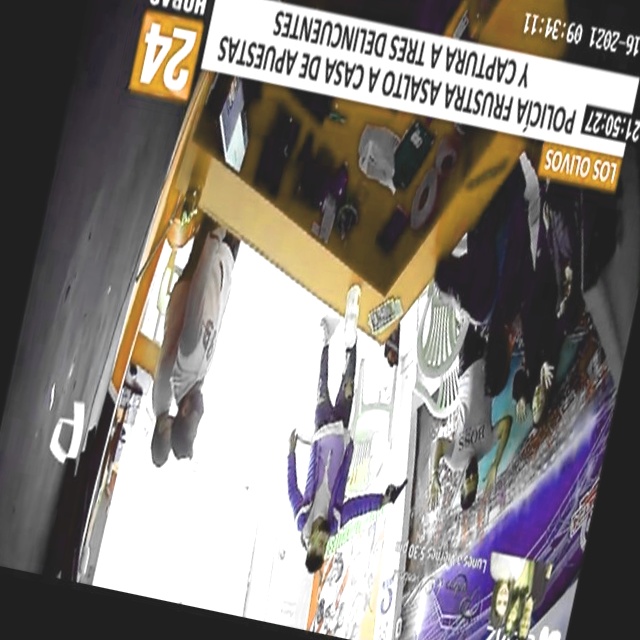 16-2021 09:34:11
21:50:27
LOS OLIVOS
POLICÍA FRUSTRA ASALTO A CASA DE APUESTAS
Y CAPTURA A TRES DELINCUENTES
24
HORAS
BOSS
P